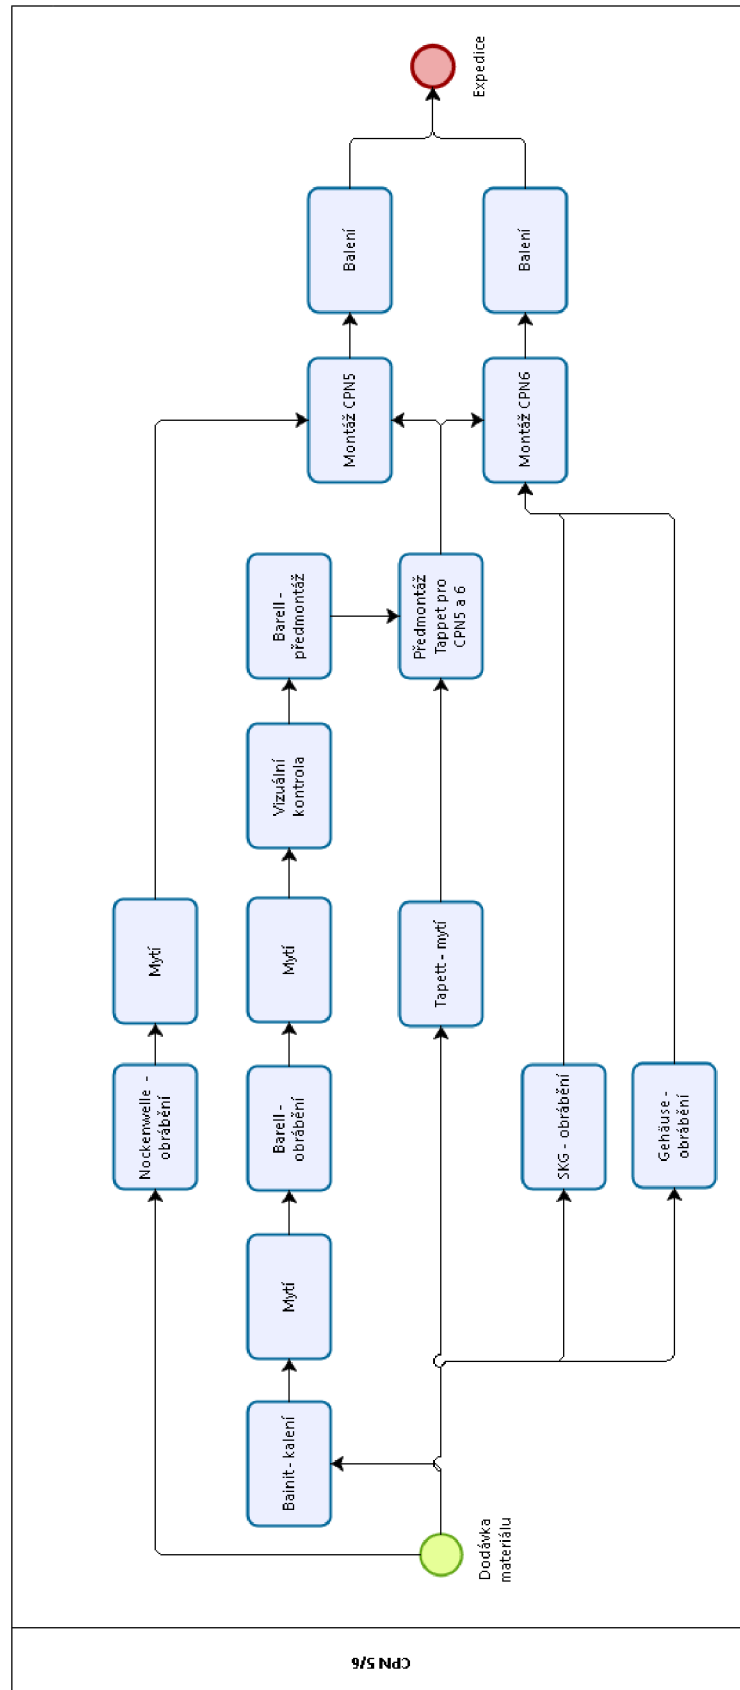 CPN 5/6
Dodávka
materiálu
Nockenwelle -
obrábění
Mytí
Bainit - kalení
Mytí
Barell -
obrábění
Mytí
Vizuální
kontrola
Barell -
předmontáž
Tapett - mytí
Předmontáž
Tappet pro
CPN5 a 6
SKG - obrábění
Gehäuse -
obrábění
Montáž CPN5
Balení
Montáž CPN6
Balení
Expedice